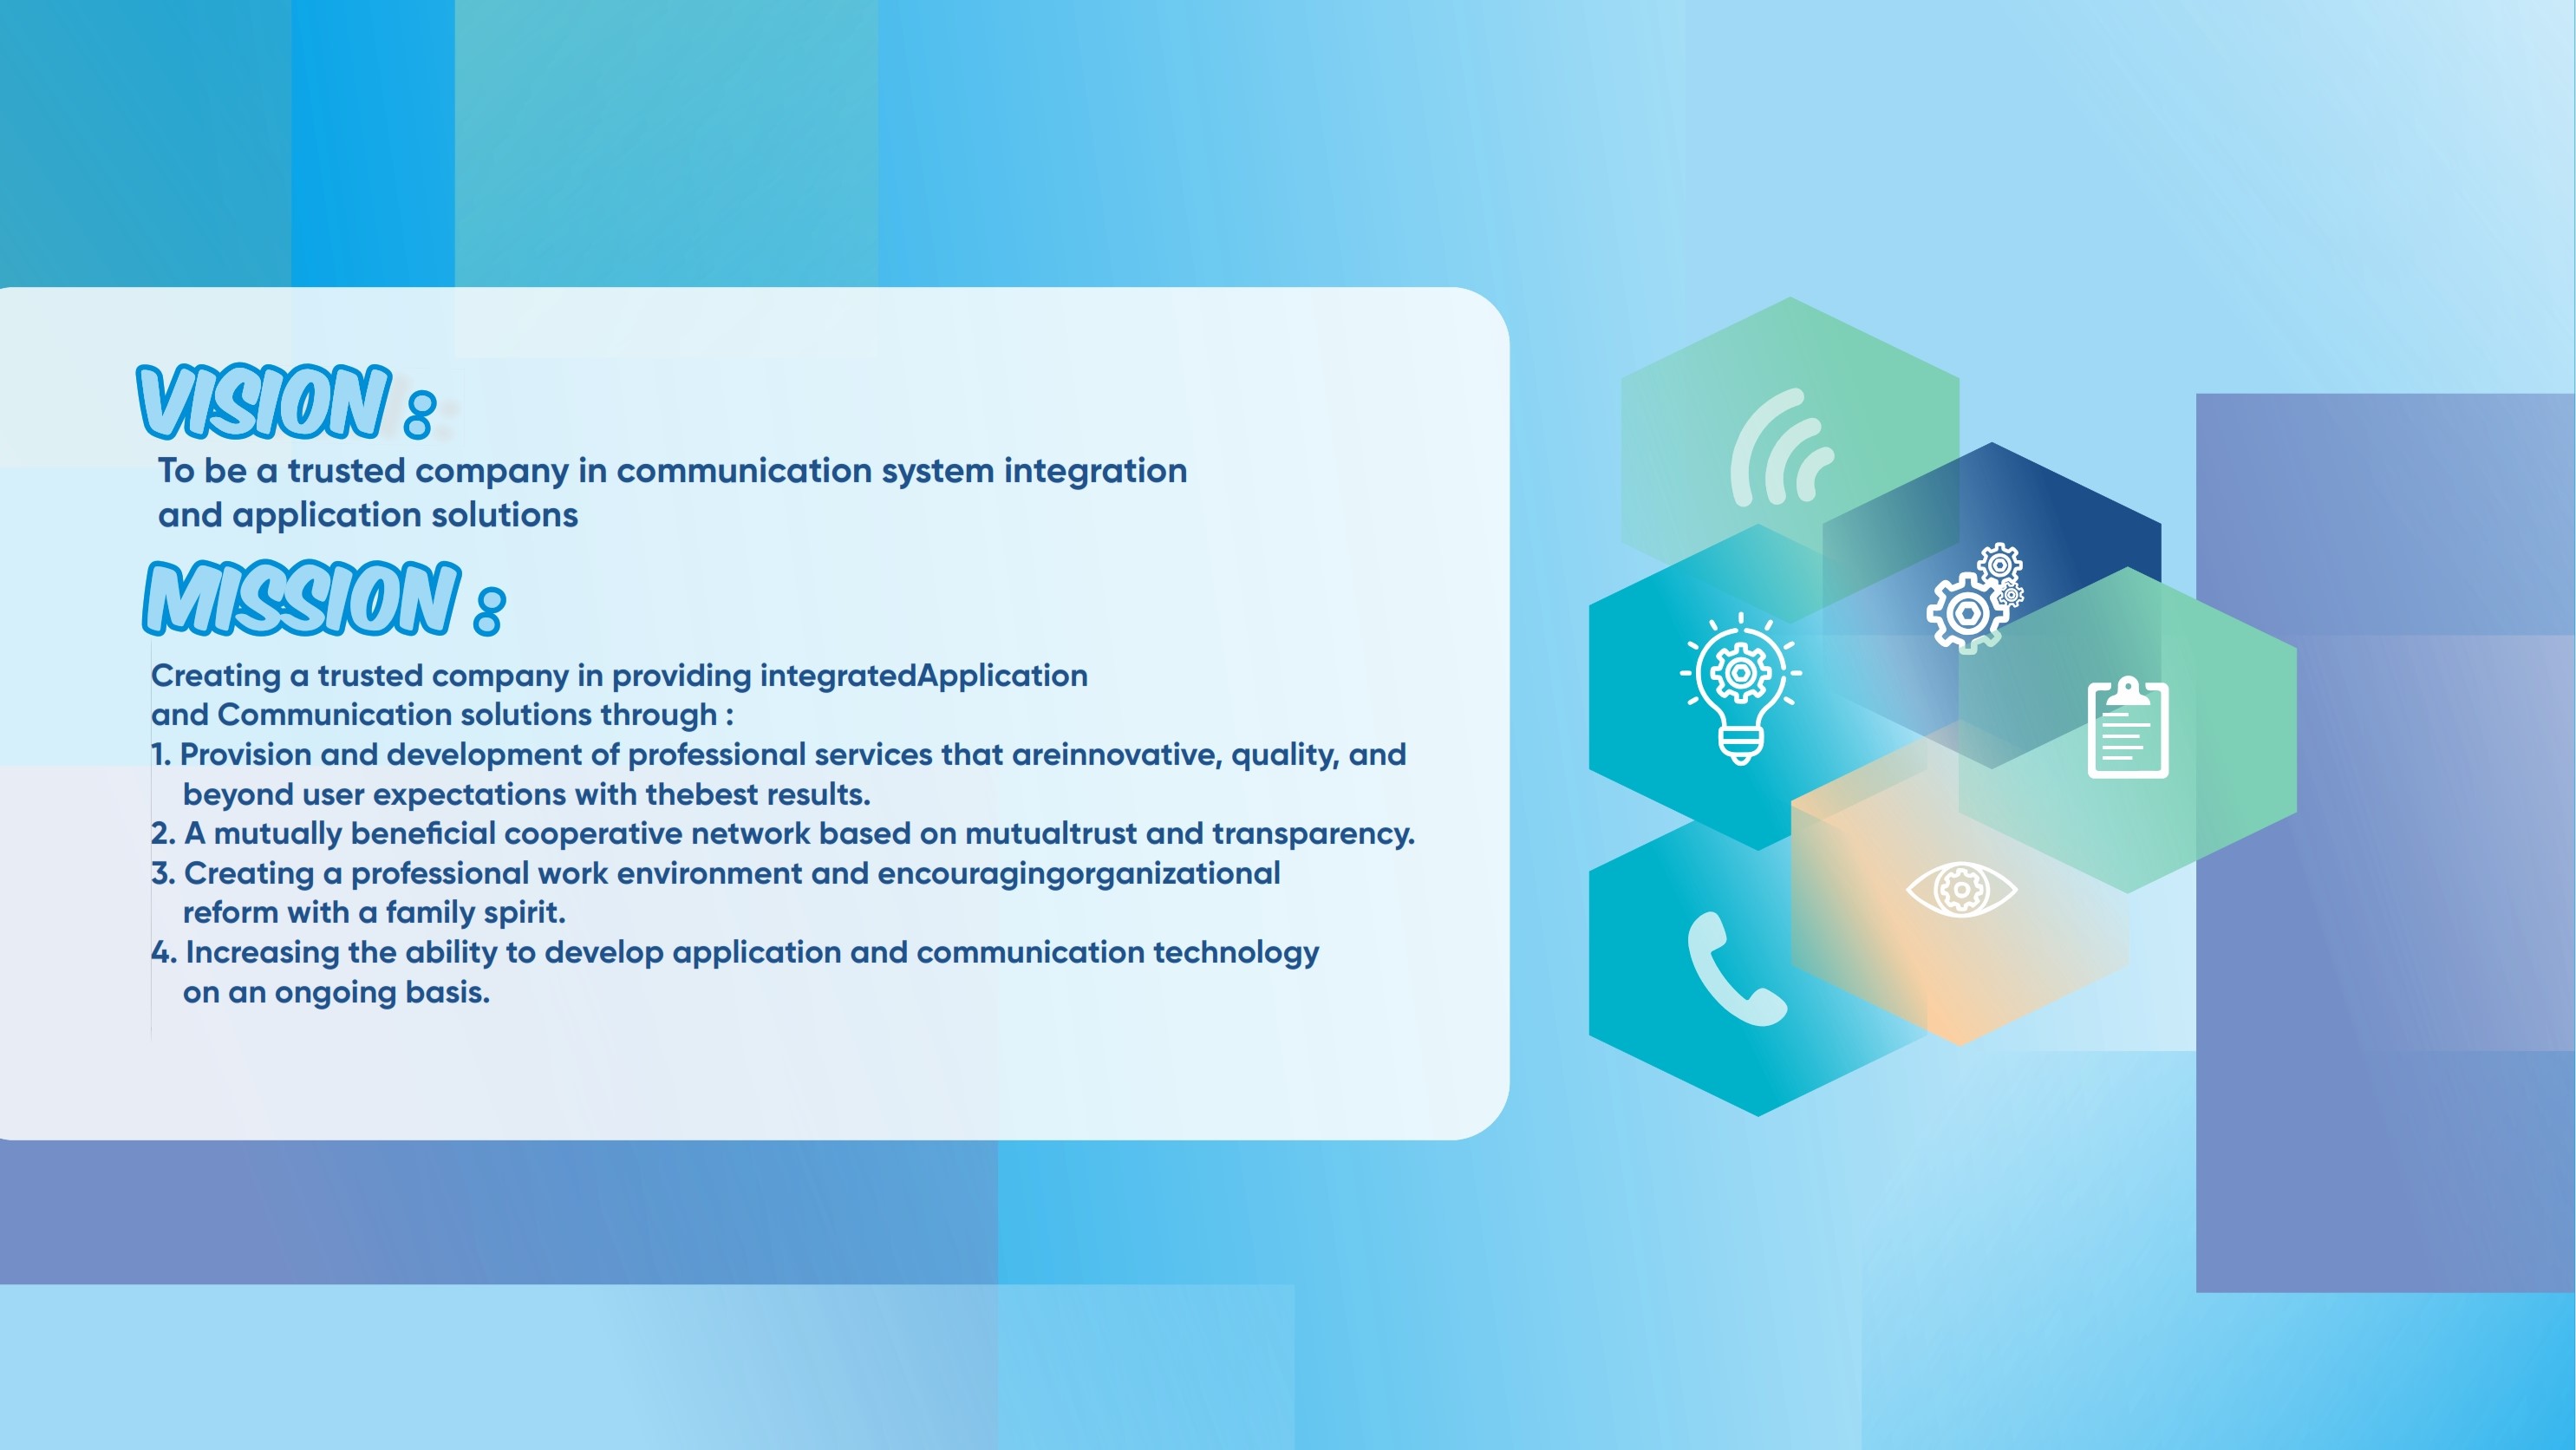 VISION :
To be a trusted company in communication system integration
and application solutions
MISSION :
Creating a trusted company in providing integratedApplication
and Communication solutions through :
1. Provision and development of professional services that areinnovative, quality, and
beyond user expectations with thebest results.
2. A mutually beneficial cooperative network based on mutualtrust and transparency.
3. Creating a professional work environment and encouragingorganizational
reform with a family spirit.
4. Increasing the ability to develop application and communication technology
on an ongoing basis.